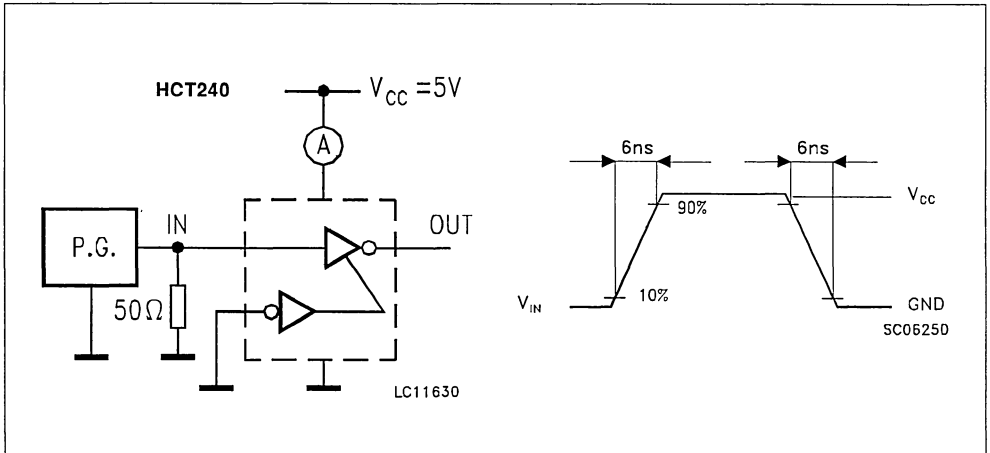 HCT240
V_CC =5V
A
P.G.
IN
OUT
50Ω
LC11630
6ns
6ns
V_CC
90%
10%
V_IN
GND
SC06250